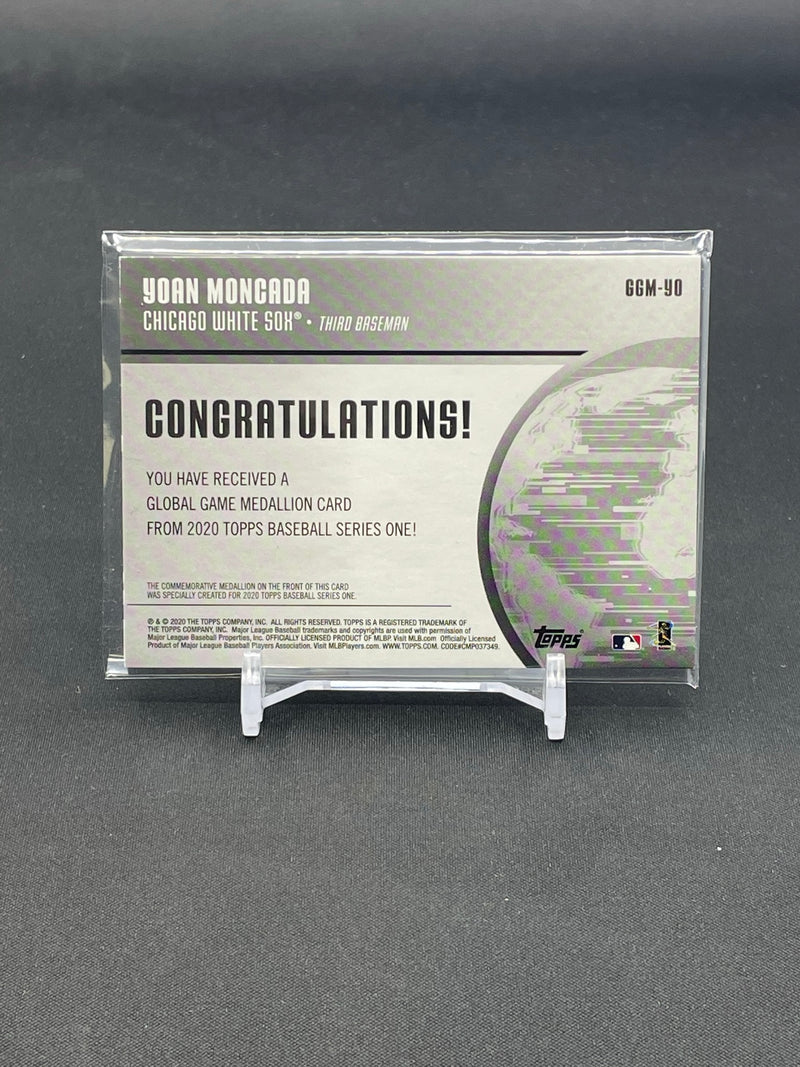 YOAN MONCADA
GGM-YO
CHICAGO WHITE SOX® • THIRD BASEMAN
CONGRATULATIONS!
YOU HAVE RECEIVED A
GLOBAL GAME MEDALLION CARD
FROM 2020 TOPPS BASEBALL SERIES ONE!
THE COMMEMORATIVE MEDALLION ON THE FRONT OF THIS CARD
WAS SPECIALLY CREATED FOR 2020 TOPPS BASEBALL SERIES ONE.
® & © 2020 THE TOPPS COMPANY, INC. ALL RIGHTS RESERVED. TOPPS IS A REGISTERED TRADEMARK OF
THE TOPPS COMPANY, INC. Major League Baseball trademarks and copyrights are used with permission of
Major League Baseball Properties, Inc. OFFICIALLY LICENSED PRODUCT OF MLBP. Visit MLB.com Officially Licensed
Product of Major League Baseball Players Association. Visit MLBPlayers.com. WWW.TOPPS.COM. CODE#CMP037349.
topps